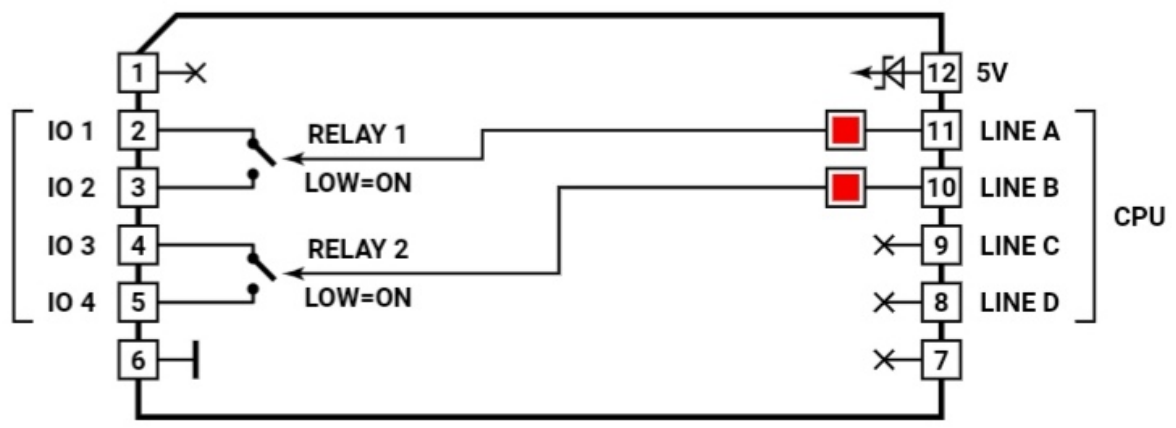 1
12 5V
IO 1 2 RELAY 1 11 LINE A
IO 2 3 LOW=ON 10 LINE B
CPU
IO 3 4 RELAY 2 9 LINE C
IO 4 5 LOW=ON 8 LINE D
6
7